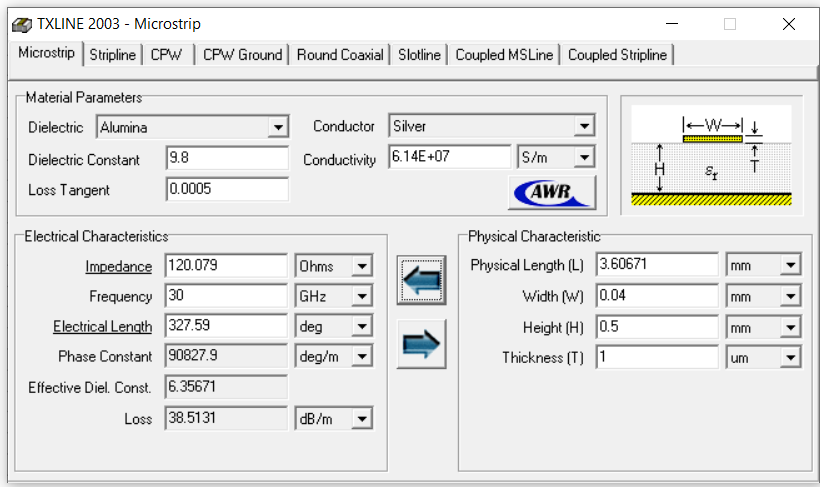 TXLINE 2003 - Microstrip
Microstrip Stripline CPW CPW Ground Round Coaxial Slotline Coupled MSLine Coupled Stripline
Material Parameters
Dielectric Alumina Conductor Silver
Dielectric Constant 9.8 Conductivity 6.14E+07 S/m
Loss Tangent 0.0005
AWR
W
H
εr
T
Electrical Characteristics
Impedance 120.079 Ohms
Frequency 30 GHz
Electrical Length 327.59 deg
Phase Constant 90827.9 deg/m
Effective Diel. Const. 6.35671
Loss 38.5131 dB/m
Physical Characteristic
Physical Length (L) 3.60671 mm
Width (W) 0.04 mm
Height (H) 0.5 mm
Thickness (T) 1 um